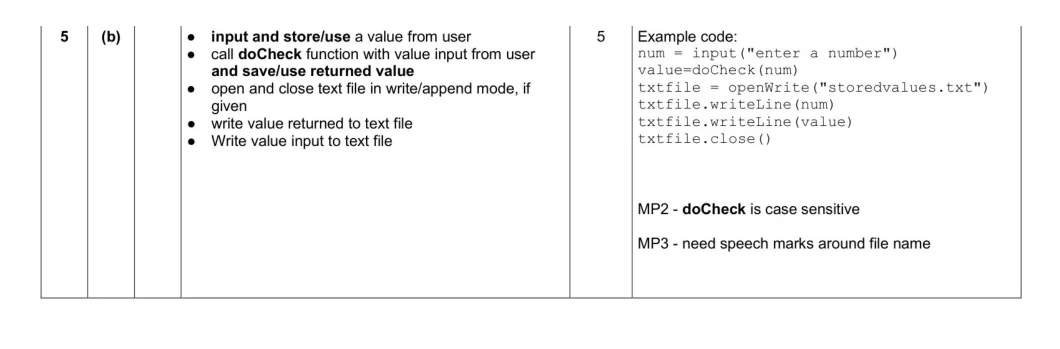 5 (b)
● input and store/use a value from user
● call doCheck function with value input from user
and save/use returned value
● open and close text file in write/append mode, if
given
● write value returned to text file
● Write value input to text file
5
Example code:
num = input("enter a number")
value=doCheck(num)
txtfile = openWrite("storedvalues.txt")
txtfile.writeLine(num)
txtfile.writeLine(value)
txtfile.close()
MP2 - doCheck is case sensitive
MP3 - need speech marks around file name